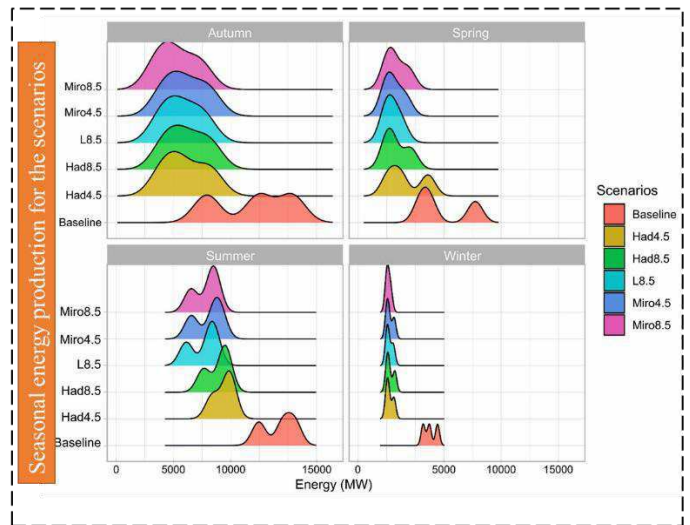 Seasonal energy production for the scenarios
Autumn
Spring
Miro8.5
Miro4.5
L8.5
Had8.5
Had4.5
Baseline
Summer
Winter
Miro8.5
Miro4.5
L8.5
Had8.5
Had4.5
Baseline
0 5000 10000 15000 0 5000 10000 15000
Energy (MW)
Scenarios
Baseline
Had4.5
Had8.5
L8.5
Miro4.5
Miro8.5